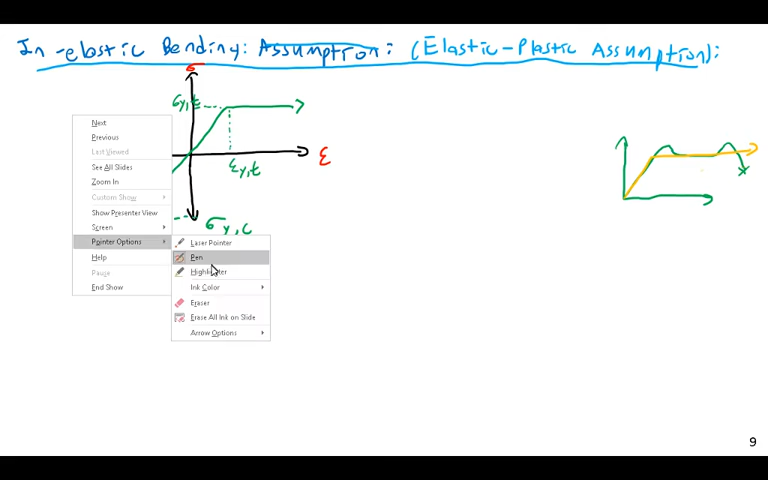 In-elastic Bending: Assumption: (Elastic-Plastic Assumption):
σ
σy,t
ε
εy,t
σy,c
Next
Previous
Last Viewed
See All Slides
Zoom In
Custom Show
Show Presenter View
Screen
Pointer Options
Help
Pause
End Show
Laser Pointer
Pen
Highlighter
Ink Color
Eraser
Erase All Ink on Slide
Arrow Options
9